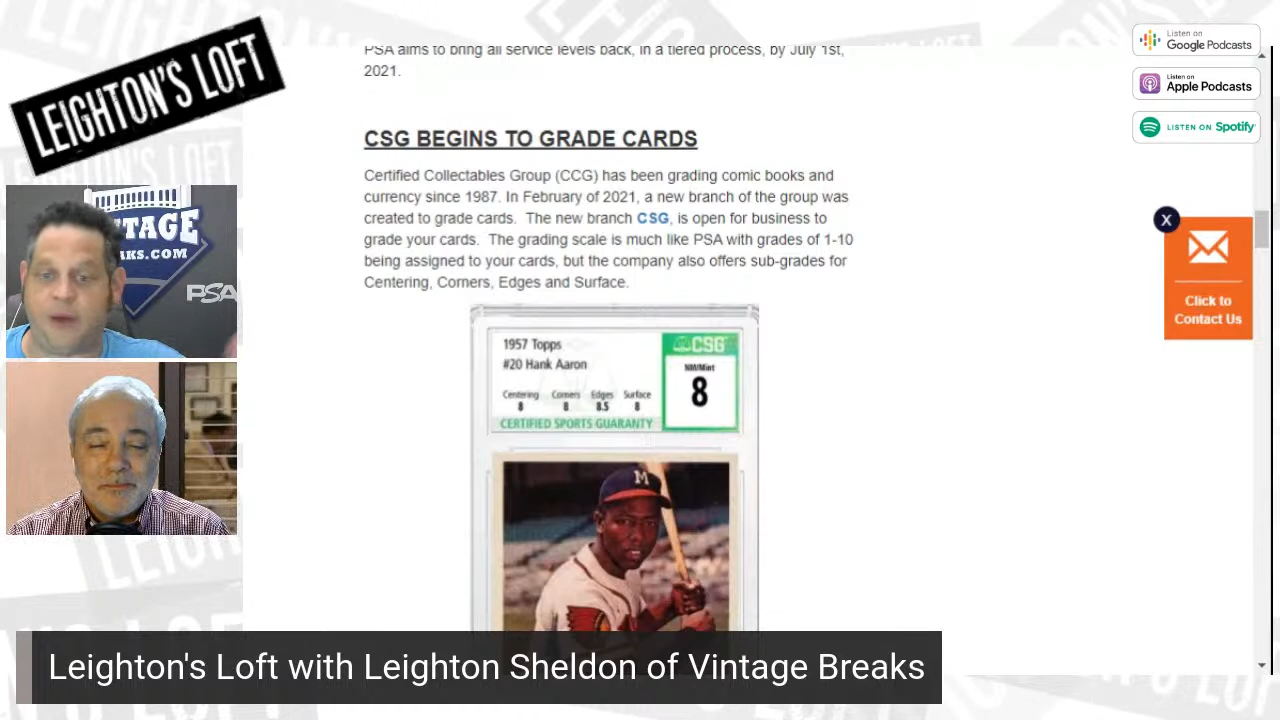 LEIGHTON'S LOFT
PSA aims to bring all service levels back, in a tiered process, by July 1st,
2021.
CSG BEGINS TO GRADE CARDS
Certified Collectables Group (CCG) has been grading comic books and
currency since 1987. In February of 2021, a new branch of the group was
created to grade cards. The new branch CSG, is open for business to
grade your cards. The grading scale is much like PSA with grades of 1-10
being assigned to your cards, but the company also offers sub-grades for
Centering, Corners, Edges and Surface.
1957 Topps
#20 Hank Aaron
Centering Corners Edges Surface
8 8 8.5 8
CERTIFIED SPORTS GUARANTY
CSG
NM/Mint
8
M
PSA
Listen on
Google Podcasts
Listen on
Apple Podcasts
LISTEN ON Spotify
X
Click to
Contact Us
Leighton's Loft with Leighton Sheldon of Vintage Breaks